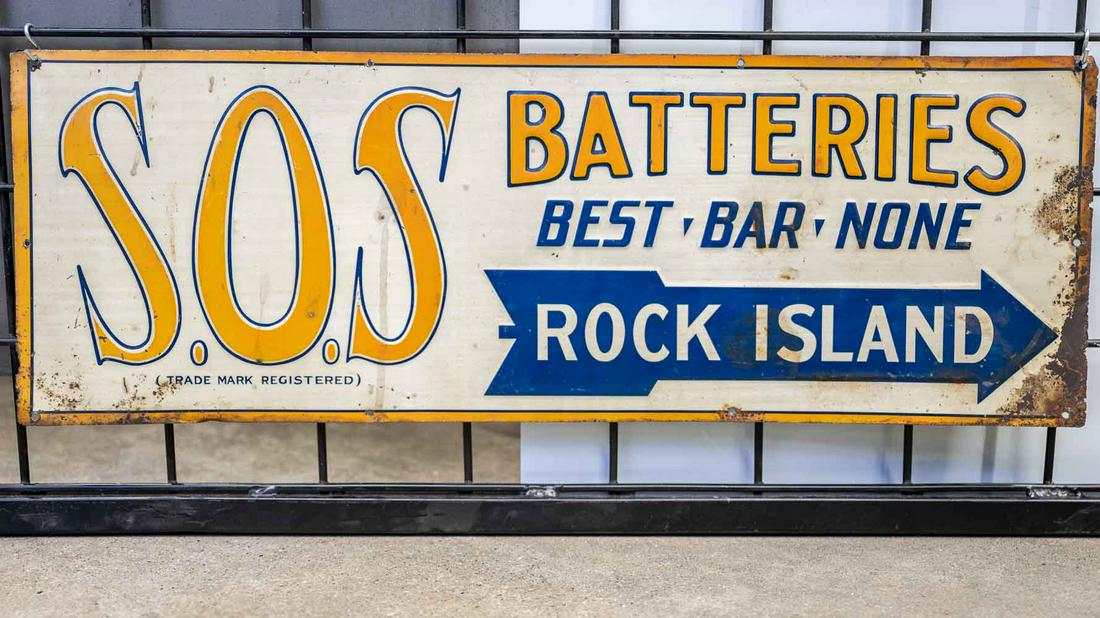 S.O.S
(TRADE MARK REGISTERED)
BATTERIES
BEST · BAR · NONE
ROCK ISLAND